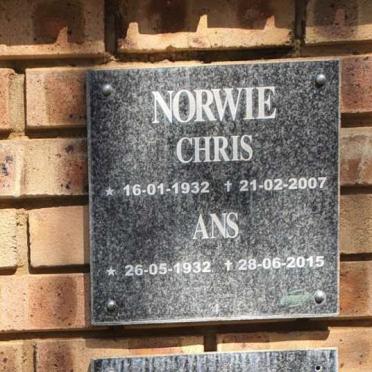 NORWIE
CHRIS
★ 16-01-1932 † 21-02-2007
ANS
★ 26-05-1932 † 28-06-2015